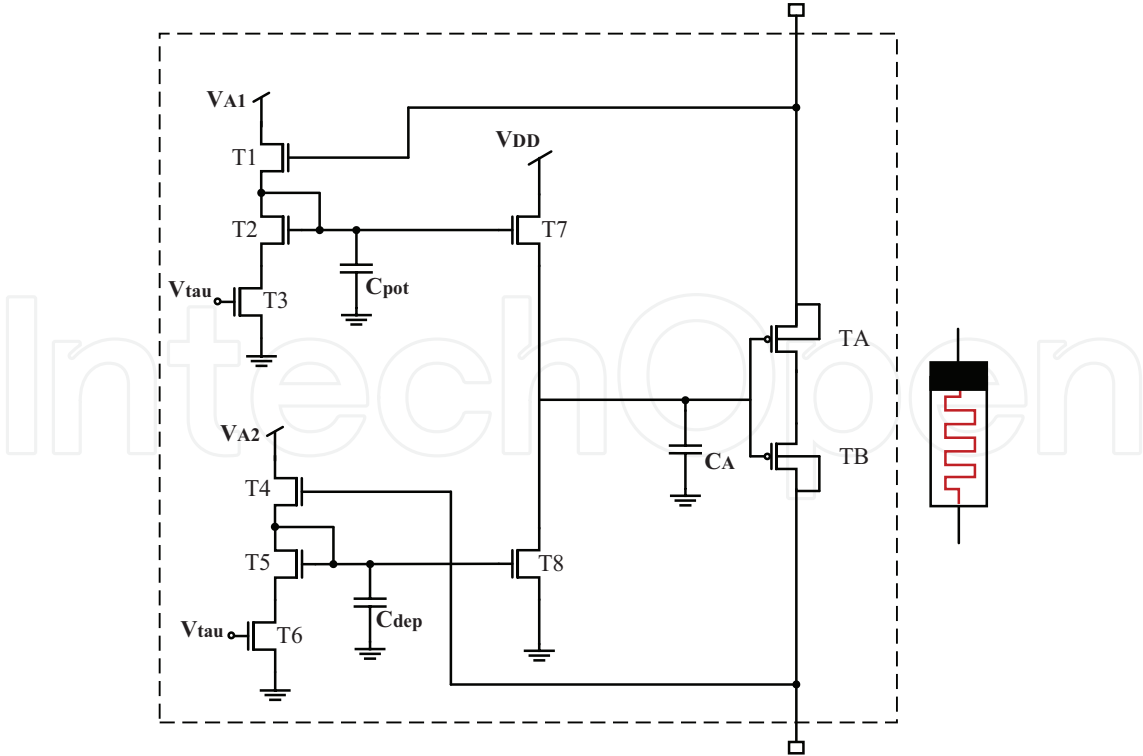 VA1
T1
VDD
T2
T7
Vtau
T3
Cpot
TA
IntechOpen
VA2
CA
TB
T4
T5
T8
Cdep
Vtau
T6